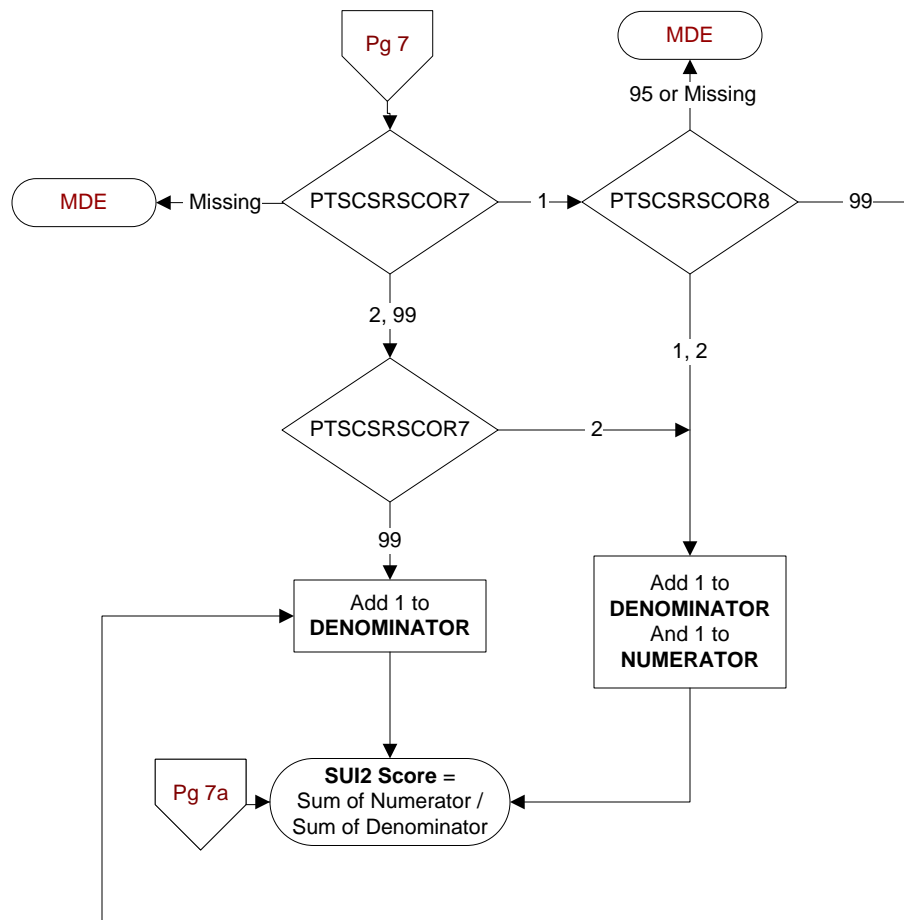 Pg 7
MDE
95 or Missing
MDE
Missing
PTSCSRSCOR7
1
PTSCSRSCOR8
99
2, 99
1, 2
PTSCSRSCOR7
2
99
Add 1 to
DENOMINATOR
Add 1 to
DENOMINATOR
And 1 to
NUMERATOR
Pg 7a
SUI2 Score =
Sum of Numerator /
Sum of Denominator